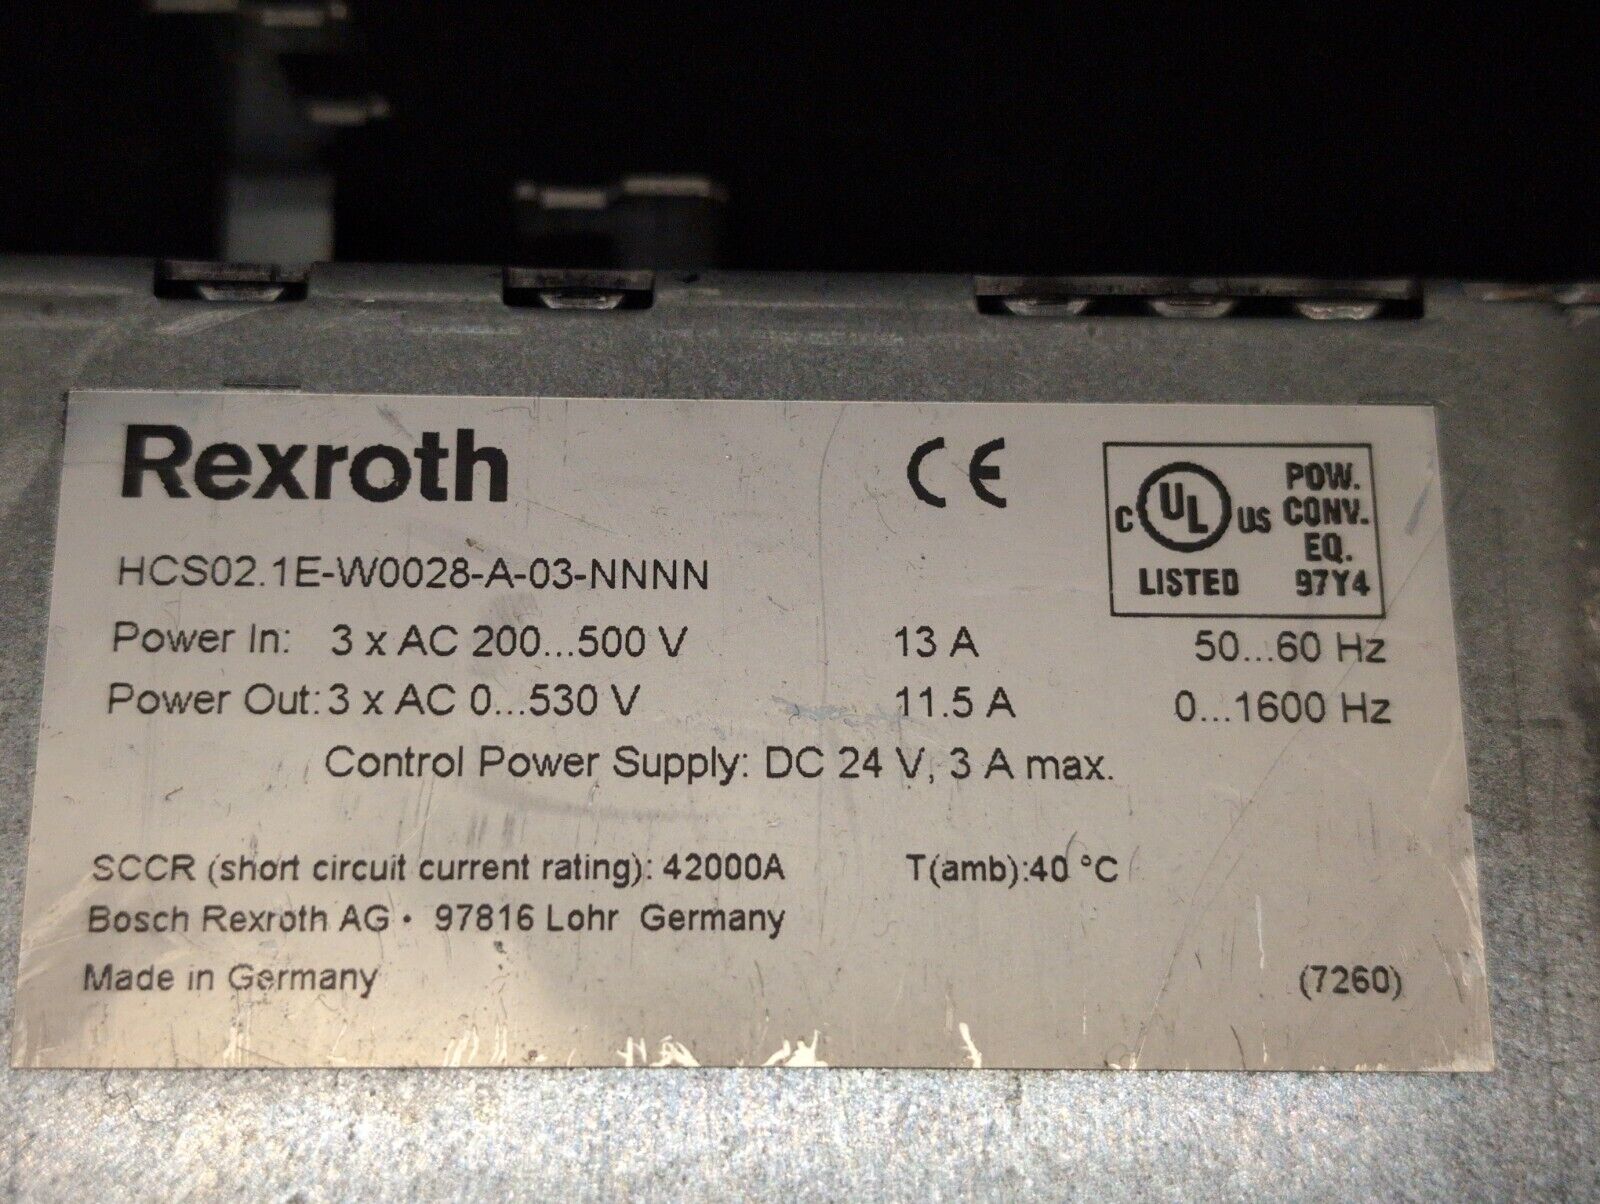 Rexroth
CE
C UL US
LISTED
POW.
CONV.
EQ.
97Y4
HCS02.1E-W0028-A-03-NNNN
Power In: 3 x AC 200...500 V 13 A 50...60 Hz
Power Out: 3 x AC 0...530 V 11.5 A 0...1600 Hz
Control Power Supply: DC 24 V, 3 A max.
SCCR (short circuit current rating): 42000A T(amb):40 °C
Bosch Rexroth AG · 97816 Lohr Germany
Made in Germany (7260)